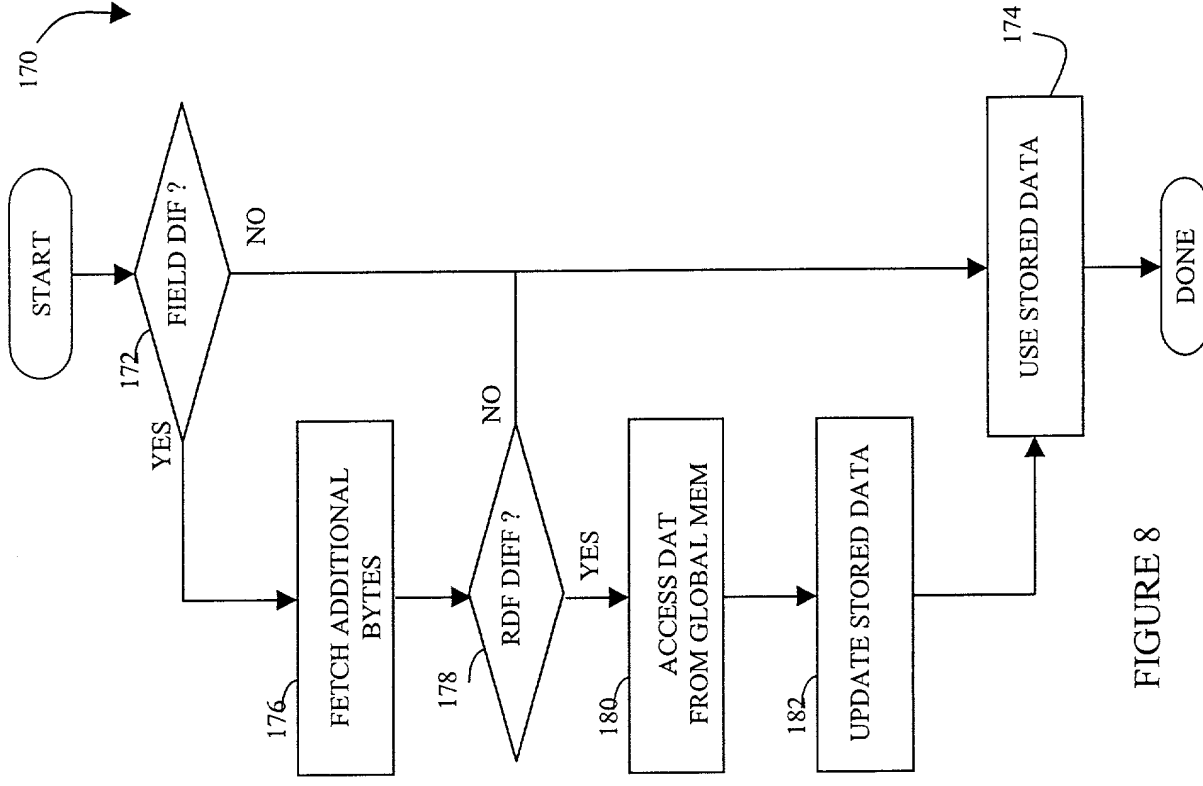 170
START
FIELD DIF ?
172
YES
NO
FETCH ADDITIONAL
BYTES
176
RDF DIFF ?
178
NO
YES
ACCESS DAT
FROM GLOBAL MEM
180
UPDATE STORED DATA
182
USE STORED DATA
174
DONE
FIGURE 8